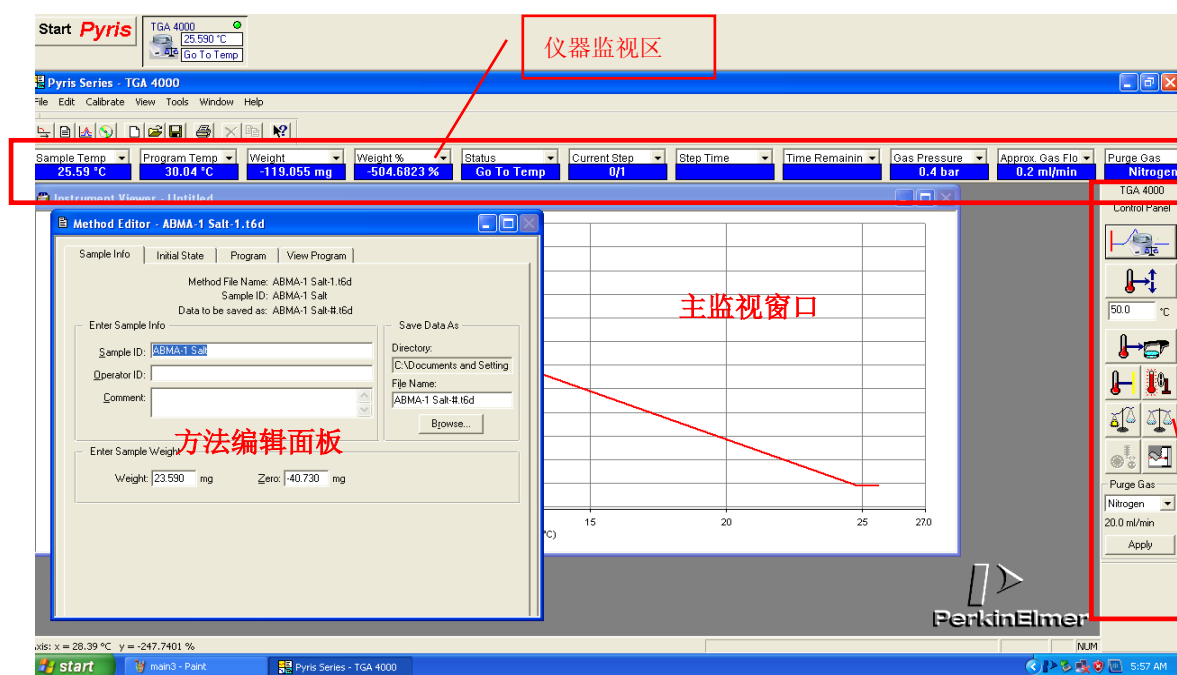 Start Pyris
TGA 4000
25.590 °C
Go To Temp
仪器监视区
Pyris Series - TGA 4000
File Edit Calibrate View Tools Window Help
Sample Temp Program Temp Weight Weight % Status Current Step Step Time Time Remainin Gas Pressure Approx. Gas Flo Purge Gas
25.59 °C 30.04 °C -119.055 mg -504.6823 % Go To Temp 0/1 0.4 bar 0.2 ml/min Nitrogen
Instrument Viewer - Untitled
Method Editor - ABMA-1 Salt-1.t6d
Sample Info Initial State Program View Program
Method File Name: ABMA-1 Salt-1.t6d
Sample ID: ABMA-1 Salt
Data to be saved as: ABMA-1 Salt-#.t6d
Enter Sample Info
Sample ID: ABMA-1 Salt
Operator ID:
Comment:
Save Data As
Directory:
C:\Documents and Setting
File Name:
ABMA-1 Salt-#.t6d
Browse...
方法编辑面板
Enter Sample Weight
Weight: 23.590 mg Zero: -40.730 mg
主监视窗口
15 20 25 27.0
°C)
TGA 4000
Control Panel
50.0 °C
Purge Gas
Nitrogen
20.0 ml/min
Apply
PerkinElmer
Axis: x = 28.39 °C y = -247.7401 %
NUM
start main3 - Paint Pyris Series - TGA 4000 5:57 AM